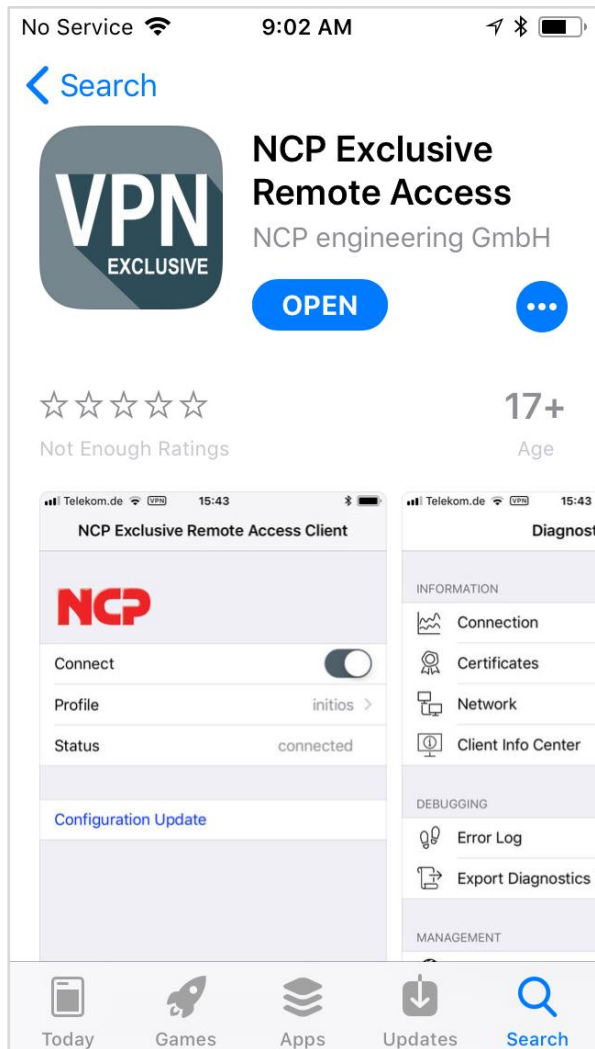 No Service 9:02 AM
Search
VPN
EXCLUSIVE
NCP Exclusive
Remote Access
NCP engineering GmbH
OPEN
17+
Not Enough Ratings
Age
Telekom.de VPN 15:43
NCP Exclusive Remote Access Client
NCP
Connect
Profile initios
Status connected
Configuration Update
Telekom.de VPN 15:43
Diagnost
INFORMATION
Connection
Certificates
Network
Client Info Center
DEBUGGING
Error Log
Export Diagnostics
MANAGEMENT
Today Games Apps Updates Search